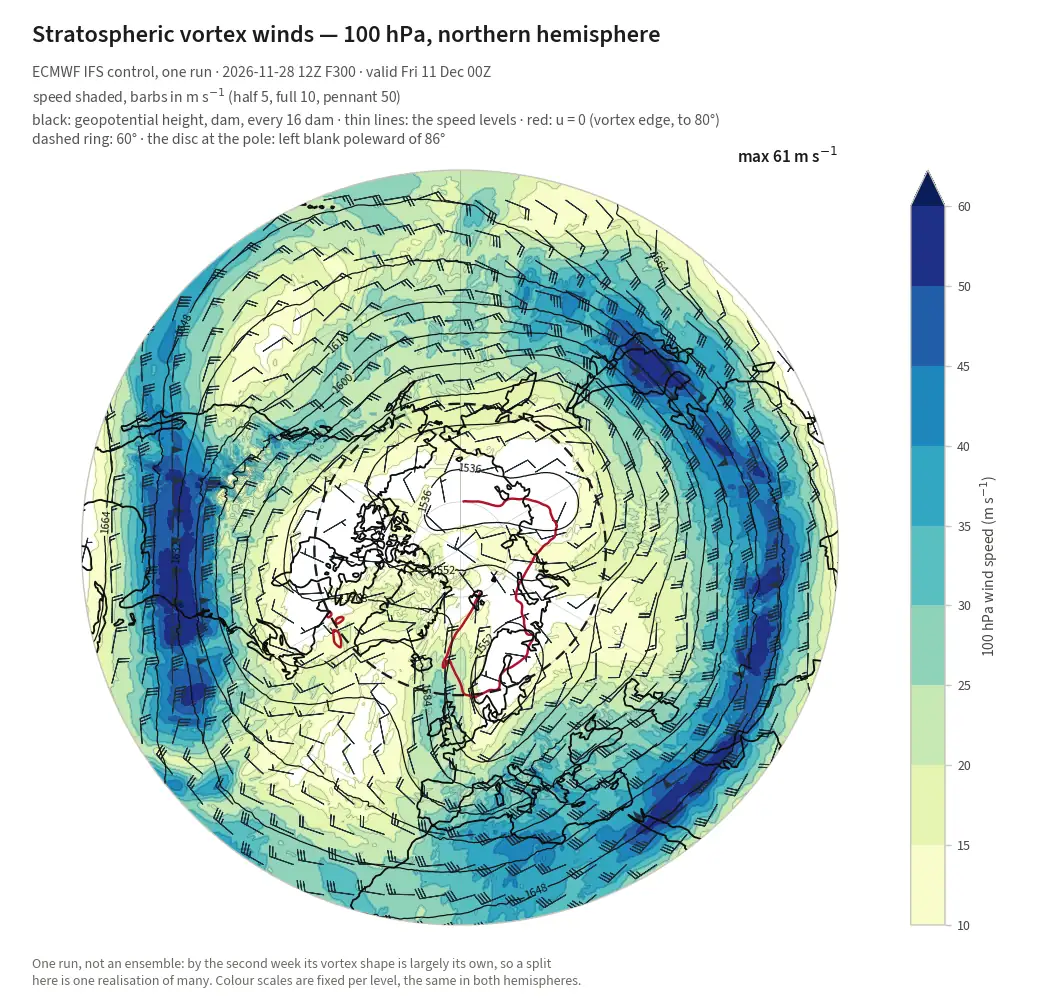 Stratospheric vortex winds — 100 hPa, northern hemisphere
ECMWF IFS control, one run · 2026-11-28 12Z F300 · valid Fri 11 Dec 00Z
speed shaded, barbs in m s⁻¹ (half 5, full 10, pennant 50)
black: geopotential height, dam, every 16 dam · thin lines: the speed levels · red: u = 0 (vortex edge, to 80°)
dashed ring: 60° · the disc at the pole: left blank poleward of 86°
max 61 m s⁻¹
60
50
45
40
35
30
25
20
15
10
100 hPa wind speed (m s⁻¹)
1664
1648
1616
1600
1536
1536
1664
1632
1552
1552
1584
1648
One run, not an ensemble: by the second week its vortex shape is largely its own, so a split
here is one realisation of many. Colour scales are fixed per level, the same in both hemispheres.